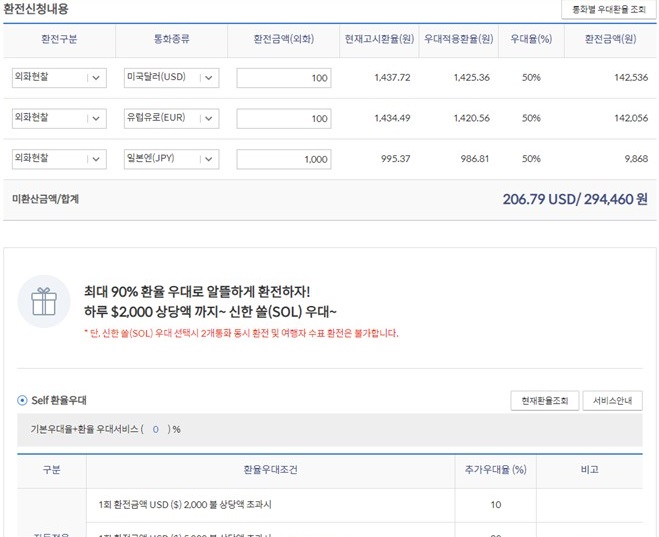 환전신청내용 통화별 우대환율 조회
환전구분 통화종류 환전금액(외화) 현재고시환율(원) 우대적용환율(원) 우대율(%) 환전금액(원)
외화현찰 미국달러(USD) 100 1,437.72 1,425.36 50% 142,536
외화현찰 유럽유로(EUR) 100 1,434.49 1,420.56 50% 142,056
외화현찰 일본엔(JPY) 1,000 995.37 986.81 50% 9,868
미환산금액/합계 206.79 USD/ 294,460 원
최대 90% 환율 우대로 알뜰하게 환전하자!
하루 $2,000 상당액 까지~ 신한 쏠(SOL) 우대~
* 단, 신한 쏠(SOL) 우대 선택시 2개통화 동시 환전 및 여행자 수표 환전은 불가합니다.
Self 환율우대 현재환율조회 서비스안내
기본우대율+환율 우대서비스 ( 0 ) %
구분 환율우대조건 추가우대율 (%) 비고
1회 환전금액 USD ($) 2,000 불 상당액 초과시 10